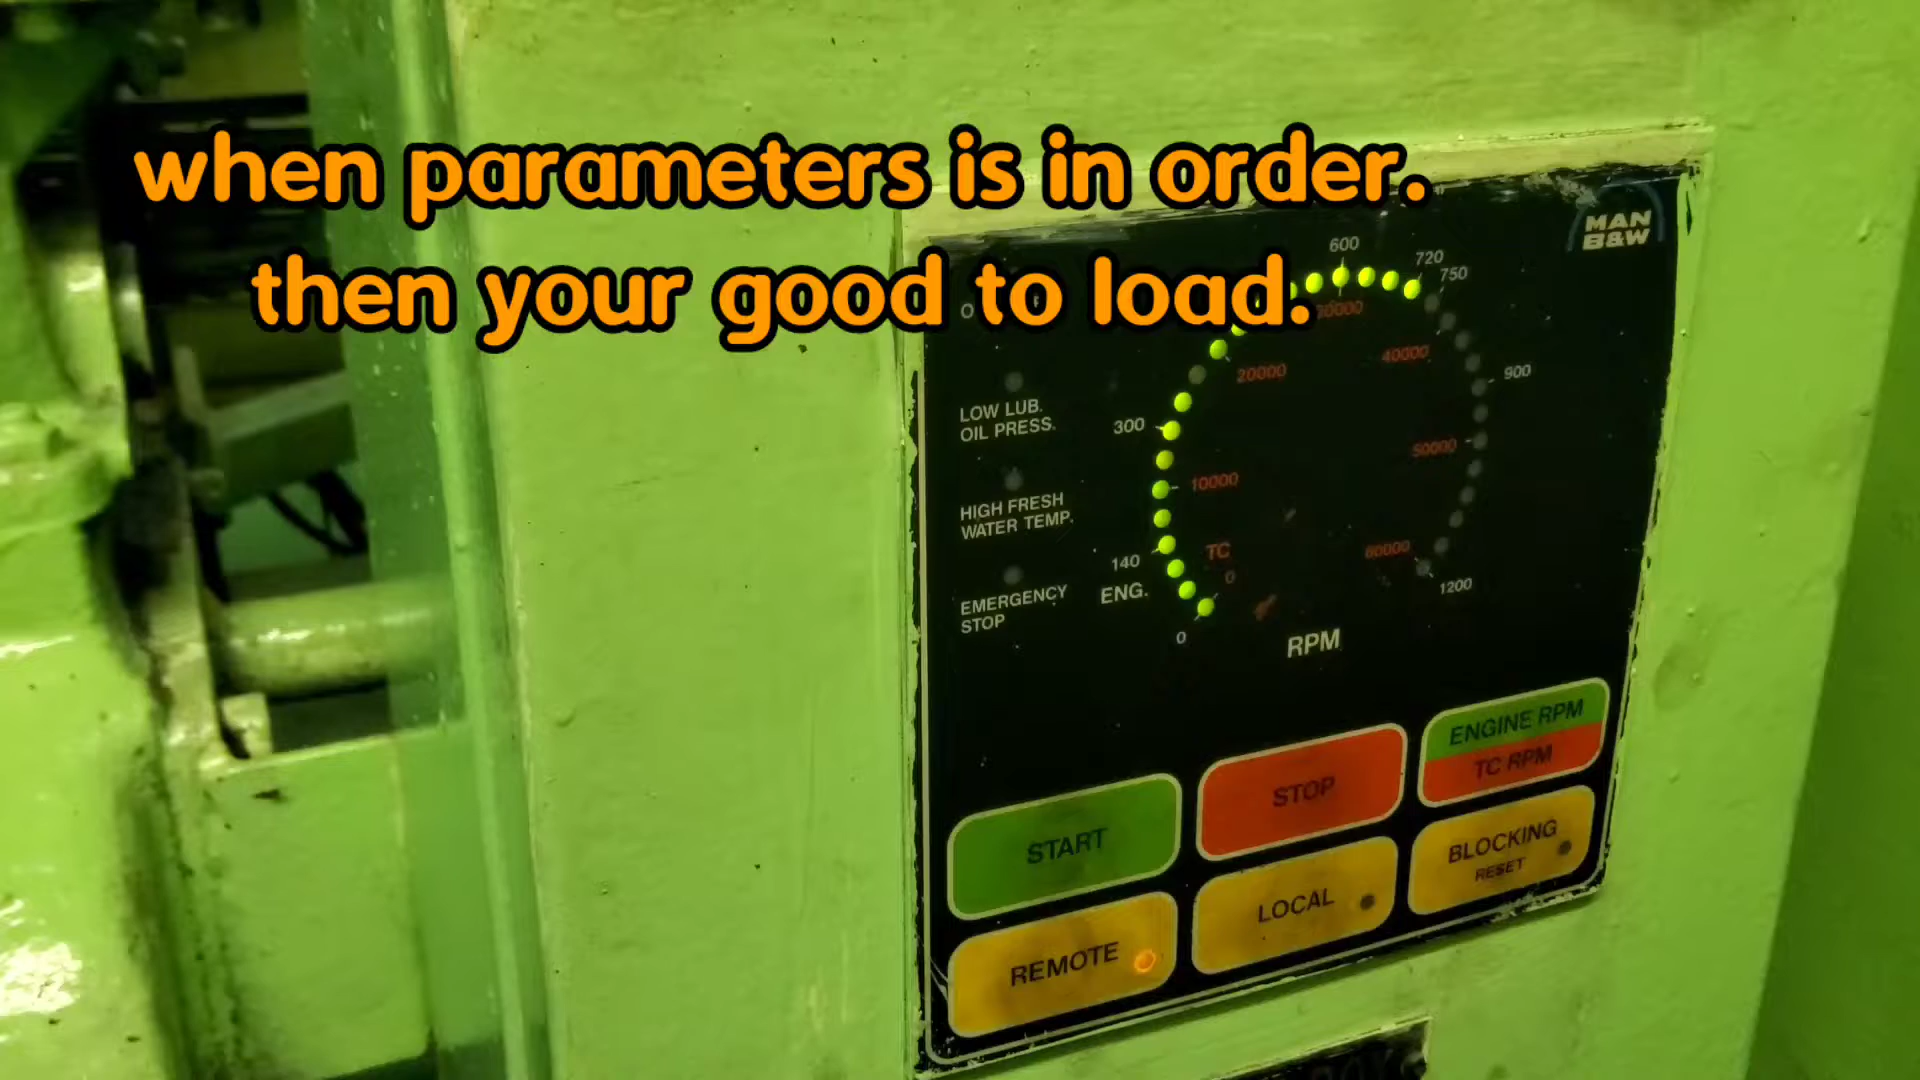 when parameters is in order.
then your good to load.
MAN
B&W
600
720
750
30000
40000
20000
900
LOW LUB.
OIL PRESS.
300
50000
10000
HIGH FRESH
WATER TEMP.
140
TC
60000
0
1200
EMERGENCY
STOP
ENG.
0
RPM
ENGINE RPM
TC RPM
START
STOP
BLOCKING
RESET
REMOTE
LOCAL